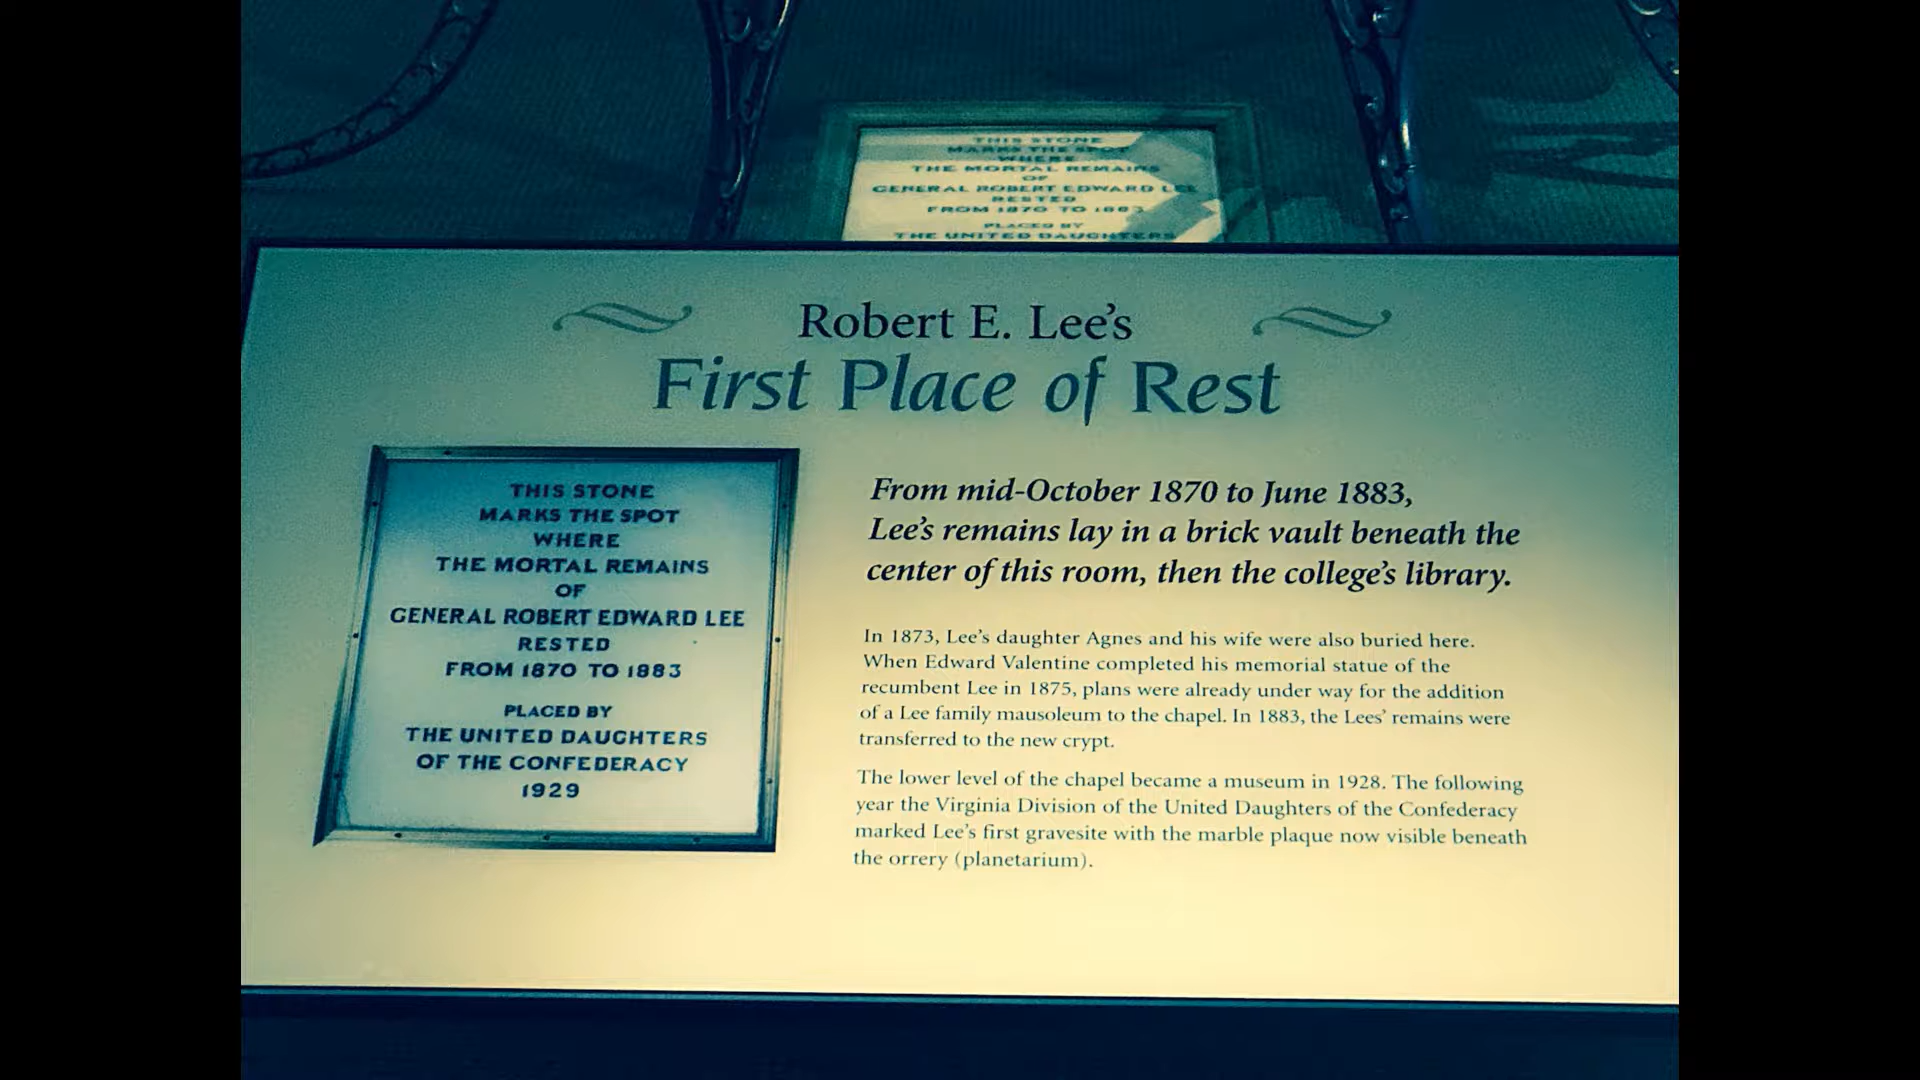 THIS STONE
MARKS THE SPOT
WHERE
THE MORTAL REMAINS
OF
GENERAL ROBERT EDWARD LEE
RESTED
FROM 1870 TO 1883
PLACED BY
THE UNITED DAUGHTERS
Robert E. Lee's
First Place of Rest
THIS STONE
MARKS THE SPOT
WHERE
THE MORTAL REMAINS
OF
GENERAL ROBERT EDWARD LEE
RESTED
FROM 1870 TO 1883
PLACED BY
THE UNITED DAUGHTERS
OF THE CONFEDERACY
1929
From mid-October 1870 to June 1883,
Lee's remains lay in a brick vault beneath the
center of this room, then the college's library.
In 1873, Lee's daughter Agnes and his wife were also buried here.
When Edward Valentine completed his memorial statue of the
recumbent Lee in 1875, plans were already under way for the addition
of a Lee family mausoleum to the chapel. In 1883, the Lees' remains were
transferred to the new crypt.
The lower level of the chapel became a museum in 1928. The following
year the Virginia Division of the United Daughters of the Confederacy
marked Lee's first gravesite with the marble plaque now visible beneath
the orrery (planetarium).